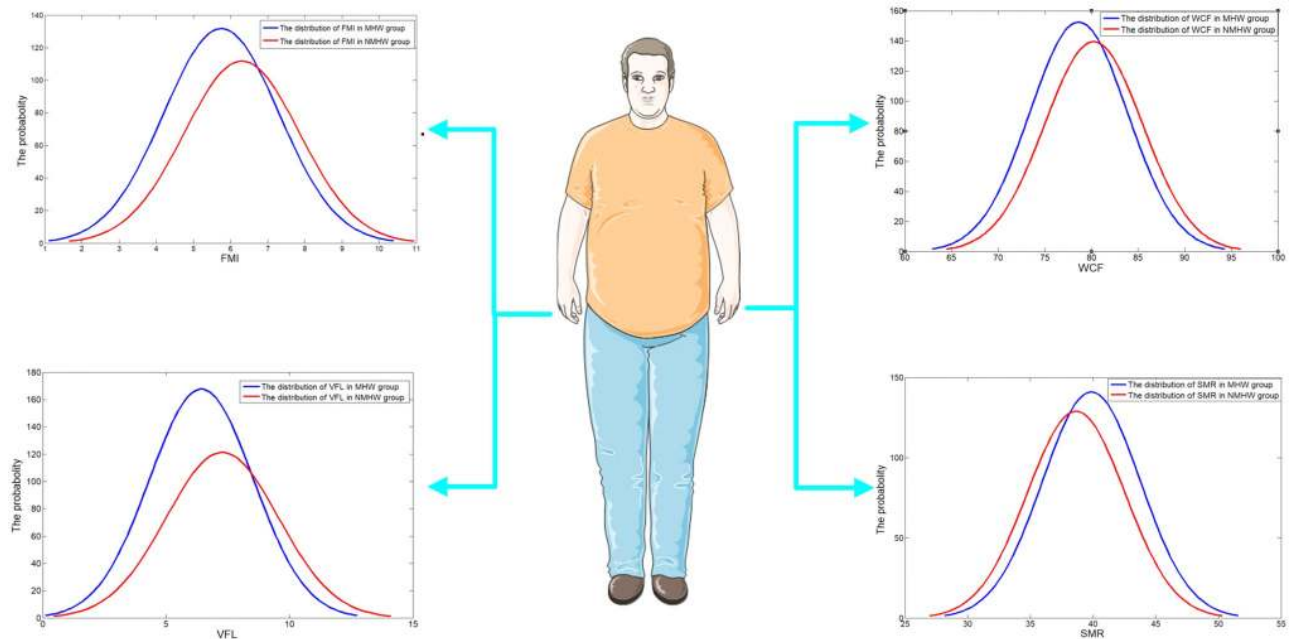 The distribution of FMI in MHW group
The distribution of FMI in NMHW group
140
120
100
80
60
40
20
0
The probabolity
1 2 3 4 5 6 7 8 9 10 11
FMI
The distribution of WCF in MHW group
The distribution of WCF in NMHW group
160
140
120
100
80
60
40
20
0
The probability
60 65 70 75 80 85 90 95 100
WCF
The distribution of VFL in MHW group
The distribution of VFL in NMHW group
180
160
140
120
100
80
60
40
20
0
The probabolity
0 5 10 15
VFL
The distribution of SMR in MHW group
The distribution of SMR in NMHW group
150
100
50
0
The probability
25 30 35 40 45 50 55
SMR